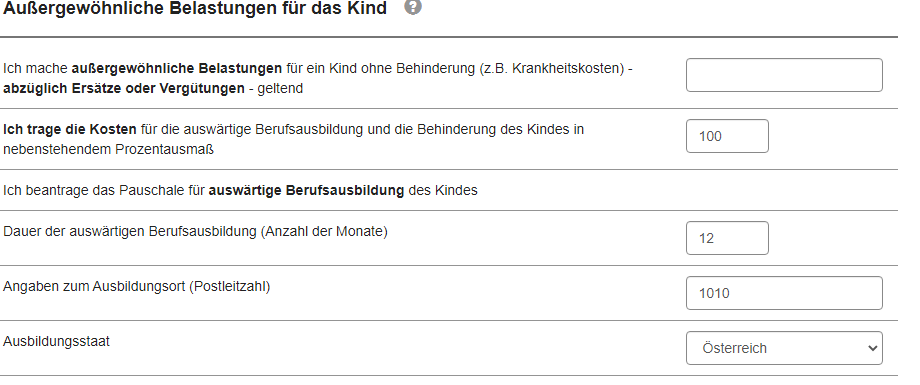 Außergewöhnliche Belastungen für das Kind ?
Ich mache außergewöhnliche Belastungen für ein Kind ohne Behinderung (z.B. Krankheitskosten) -
abzüglich Ersätze oder Vergütungen - geltend
Ich trage die Kosten für die auswärtige Berufsausbildung und die Behinderung des Kindes in
nebenstehendem Prozentausmaß
100
Ich beantrage das Pauschale für auswärtige Berufsausbildung des Kindes
Dauer der auswärtigen Berufsausbildung (Anzahl der Monate)
12
Angaben zum Ausbildungsort (Postleitzahl)
1010
Ausbildungsstaat
Österreich